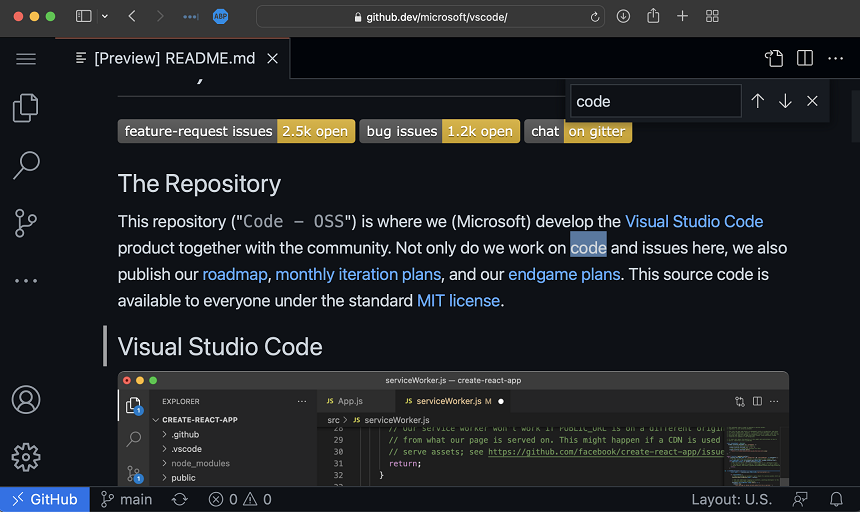 ABP
github.dev/microsoft/vscode/
[Preview] README.md
code
feature-request issues 2.5k open bug issues 1.2k open chat on gitter
The Repository
This repository ("Code - OSS") is where we (Microsoft) develop the Visual Studio Code
product together with the community. Not only do we work on code and issues here, we also
publish our roadmap, monthly iteration plans, and our endgame plans. This source code is
available to everyone under the standard MIT license.
Visual Studio Code
serviceWorker.js — create-react-app
EXPLORER
JS App.js
JS serviceWorker.js M
CREATE-REACT-APP
src > JS serviceWorker.js
.github
.vscode
node_modules
public
28 // Our service worker won't work if PUBLIC_URL is on a different origin
29 // from what our page is served on. This might happen if a CDN is used
30 // serve assets; see https://github.com/facebook/create-react-app/issue
31 return;
32 }
1
1
GitHub main 0 0 Layout: U.S.